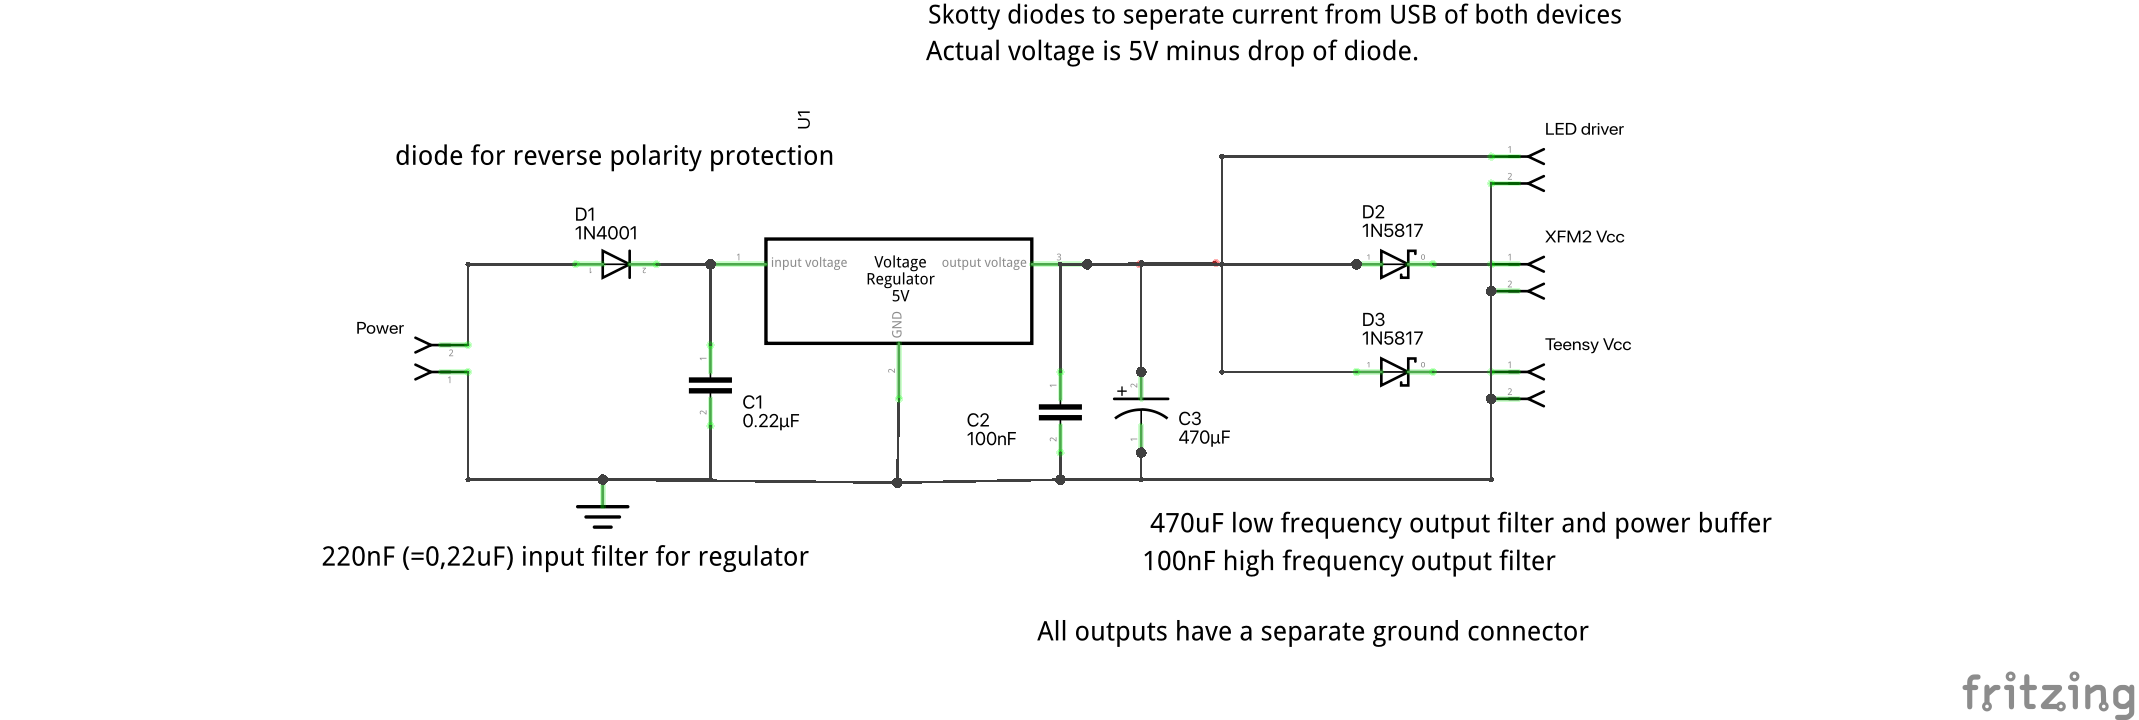 Skotty diodes to seperate current from USB of both devices
Actual voltage is 5V minus drop of diode.
U1
diode for reverse polarity protection
LED driver
1
2
D1
1N4001
1
2
1
input voltage
Voltage
Regulator
5V
output voltage
3
GND
2
D2
1N5817
1
0
XFM2 Vcc
1
2
Power
2
1
D3
1N5817
1
0
Teensy Vcc
1
2
1
2
C1
0.22µF
1
2
C2
100nF
+
2
1
C3
470µF
470uF low frequency output filter and power buffer
100nF high frequency output filter
220nF (=0,22uF) input filter for regulator
All outputs have a separate ground connector
fritzing